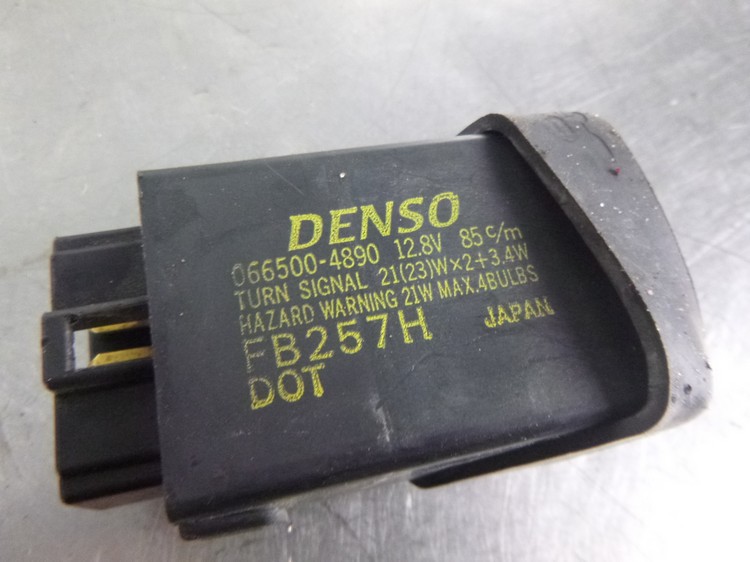 DENSO
066500-4890 12.8V 85c/m
TURN SIGNAL 21(23)W×2+3.4W
HAZARD WARNING 21W MAX.4BULBS
FB257H JAPAN
DOT